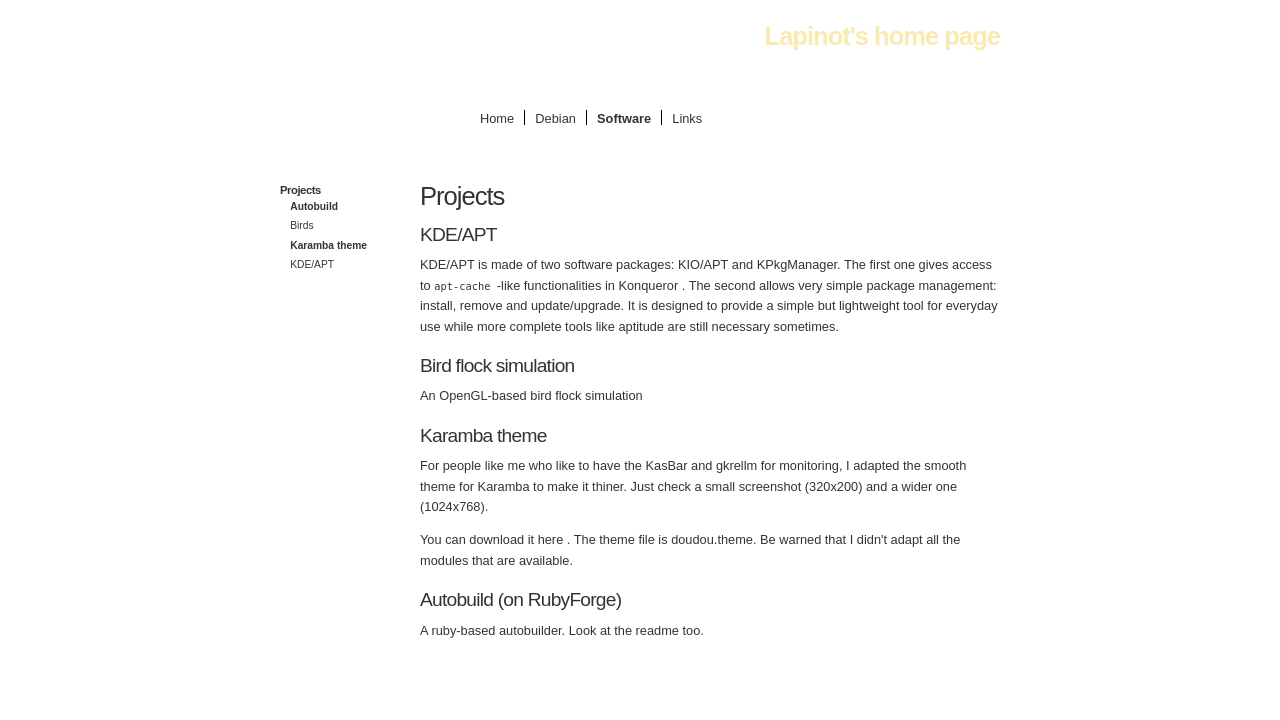 Lapinot's home page
Home
Debian
Software
Links
Projects
Autobuild
Birds
Karamba theme
KDE/APT
Projects
KDE/APT
KDE/APT is made of two software packages: KIO/APT and KPkgManager. The first one gives access
to apt-cache -like functionalities in Konqueror . The second allows very simple package management:
install, remove and update/upgrade. It is designed to provide a simple but lightweight tool for everyday
use while more complete tools like aptitude are still necessary sometimes.
Bird flock simulation
An OpenGL-based bird flock simulation
Karamba theme
For people like me who like to have the KasBar and gkrellm for monitoring, I adapted the smooth
theme for Karamba to make it thiner. Just check a small screenshot (320x200) and a wider one
(1024x768).
You can download it here . The theme file is doudou.theme. Be warned that I didn't adapt all the
modules that are available.
Autobuild (on RubyForge)
A ruby-based autobuilder. Look at the readme too.